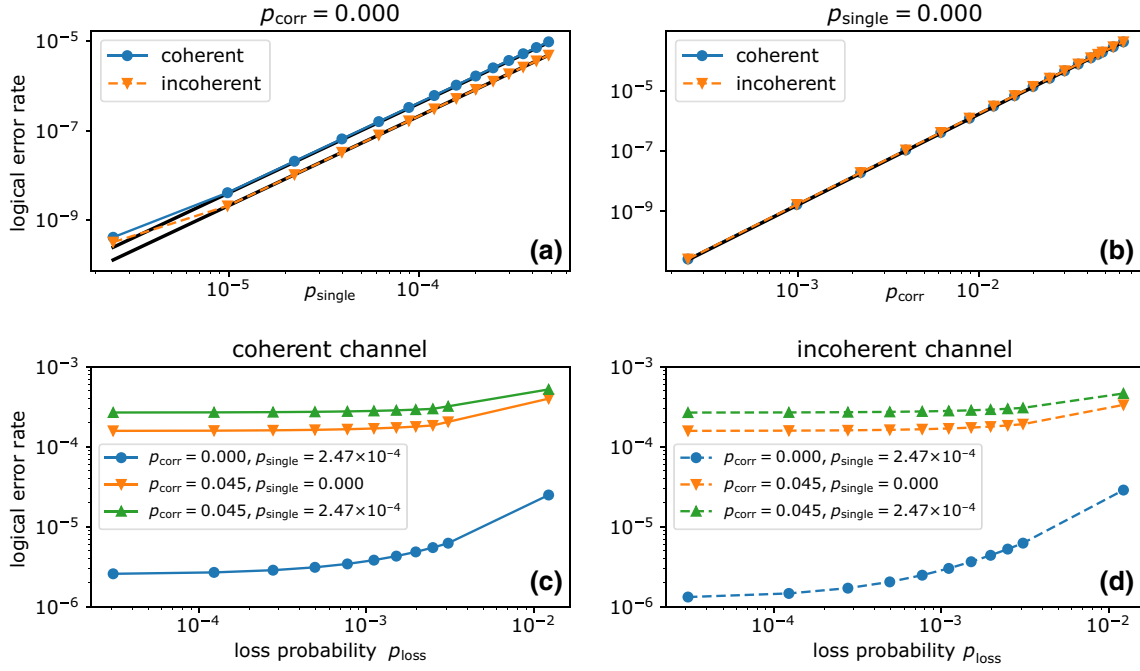 p_corr = 0.000
10⁻⁵
10⁻⁷
10⁻⁹
logical error rate
coherent
incoherent
(a)
10⁻⁵
10⁻⁴
p_single
p_single = 0.000
10⁻⁵
10⁻⁷
10⁻⁹
coherent
incoherent
(b)
10⁻³
10⁻²
p_corr
coherent channel
10⁻³
10⁻⁴
10⁻⁵
10⁻⁶
logical error rate
p_corr = 0.000, p_single = 2.47×10⁻⁴
p_corr = 0.045, p_single = 0.000
p_corr = 0.045, p_single = 2.47×10⁻⁴
(c)
10⁻⁴
10⁻³
10⁻²
loss probability p_loss
incoherent channel
10⁻³
10⁻⁴
10⁻⁵
10⁻⁶
p_corr = 0.000, p_single = 2.47×10⁻⁴
p_corr = 0.045, p_single = 0.000
p_corr = 0.045, p_single = 2.47×10⁻⁴
(d)
10⁻⁴
10⁻³
10⁻²
loss probability p_loss